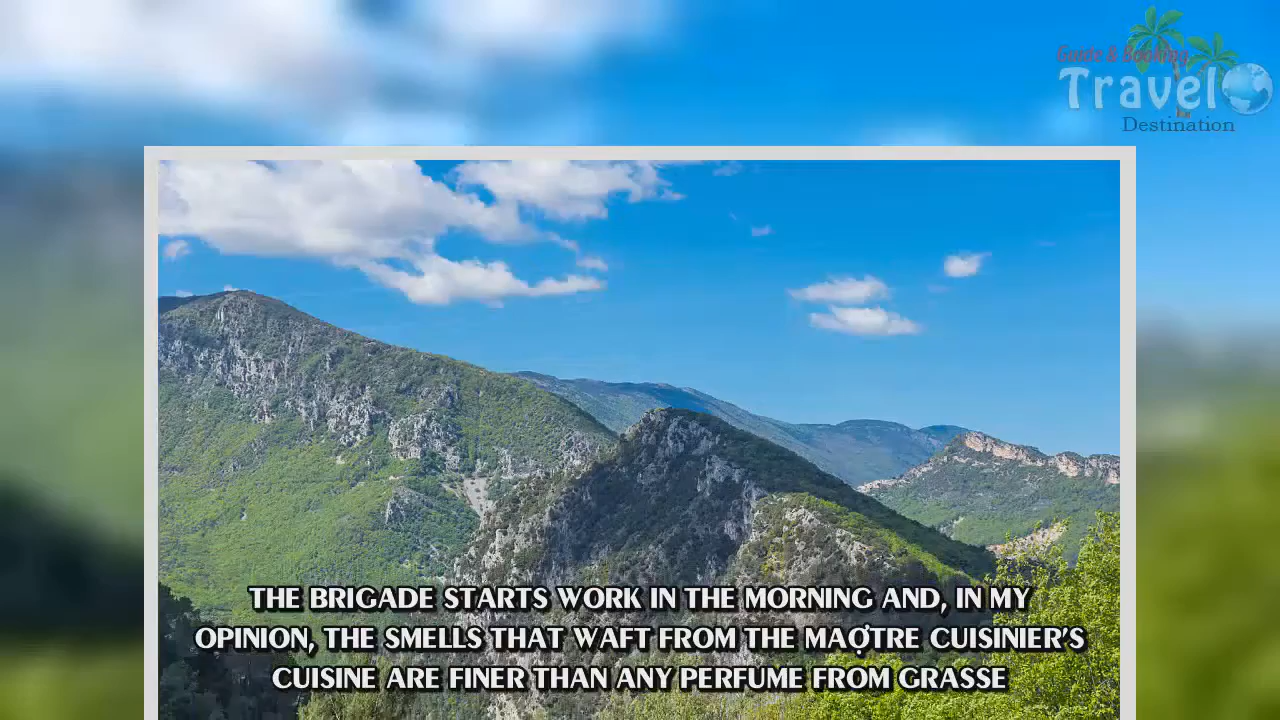 Guide & Booking
Travel
Destination
THE BRIGADE STARTS WORK IN THE MORNING AND, IN MY
OPINION, THE SMELLS THAT WAFT FROM THE MAỢTRE CUISINIER'S
CUISINE ARE FINER THAN ANY PERFUME FROM GRASSE